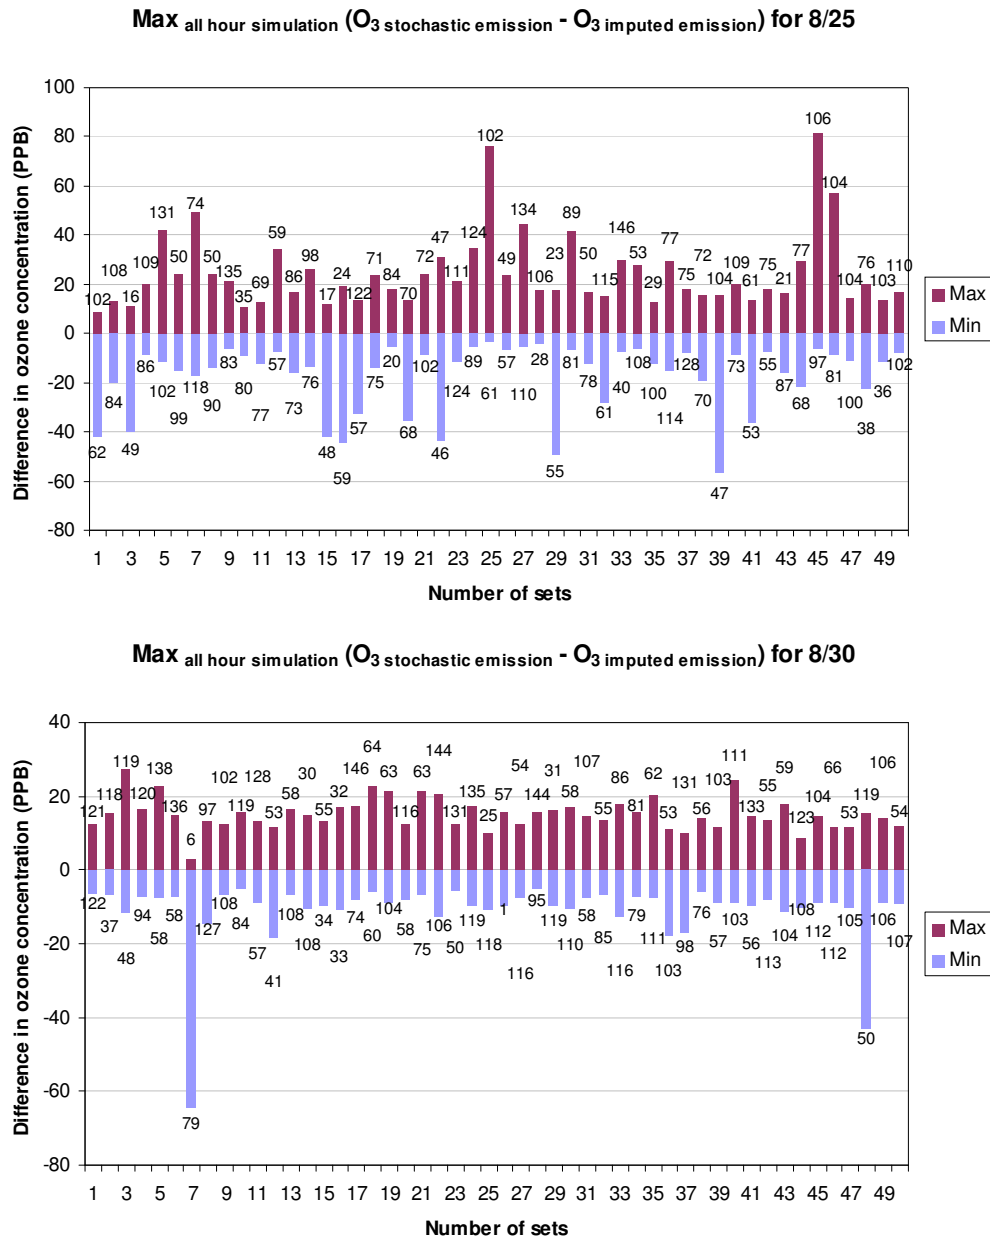 Max all hour simulation (O3 stochastic emission - O3 imputed emission) for 8/25
Difference in ozone concentration (PPB)
100
80
60
40
20
0
-20
-40
-60
-80
102 108 16 109 131 50 74 50 135 35 69 59 86 98 17 24 122 71 84 70 72 47 111 124 102 49 134 106 23 89 50 115 146 53 29 77 75 72 104 109 61 75 21 77 106 104 104 76 103 110
62 84 49 86 102 99 118 90 83 80 77 57 73 76 48 59 57 75 20 68 102 46 124 89 61 57 110 28 55 81 78 61 40 108 100 114 128 70 47 73 53 55 87 68 97 81 100 38 36 102
1 3 5 7 9 11 13 15 17 19 21 23 25 27 29 31 33 35 37 39 41 43 45 47 49
Number of sets
Max
Min
Max all hour simulation (O3 stochastic emission - O3 imputed emission) for 8/30
Difference in ozone concentration (PPB)
40
20
0
-20
-40
-60
-80
121 118 119 120 138 136 6 97 102 119 128 53 58 30 55 32 146 64 63 116 63 144 131 135 25 57 54 144 31 58 107 55 86 81 62 53 131 56 103 111 133 55 59 123 104 66 53 119 106 54
122 37 48 94 58 58 79 127 108 84 57 41 108 108 34 33 74 60 104 58 75 106 50 119 118 1 116 95 119 110 58 85 116 79 111 103 98 76 57 103 56 113 104 108 112 112 105 50 106 107
1 3 5 7 9 11 13 15 17 19 21 23 25 27 29 31 33 35 37 39 41 43 45 47 49
Number of sets
Max
Min